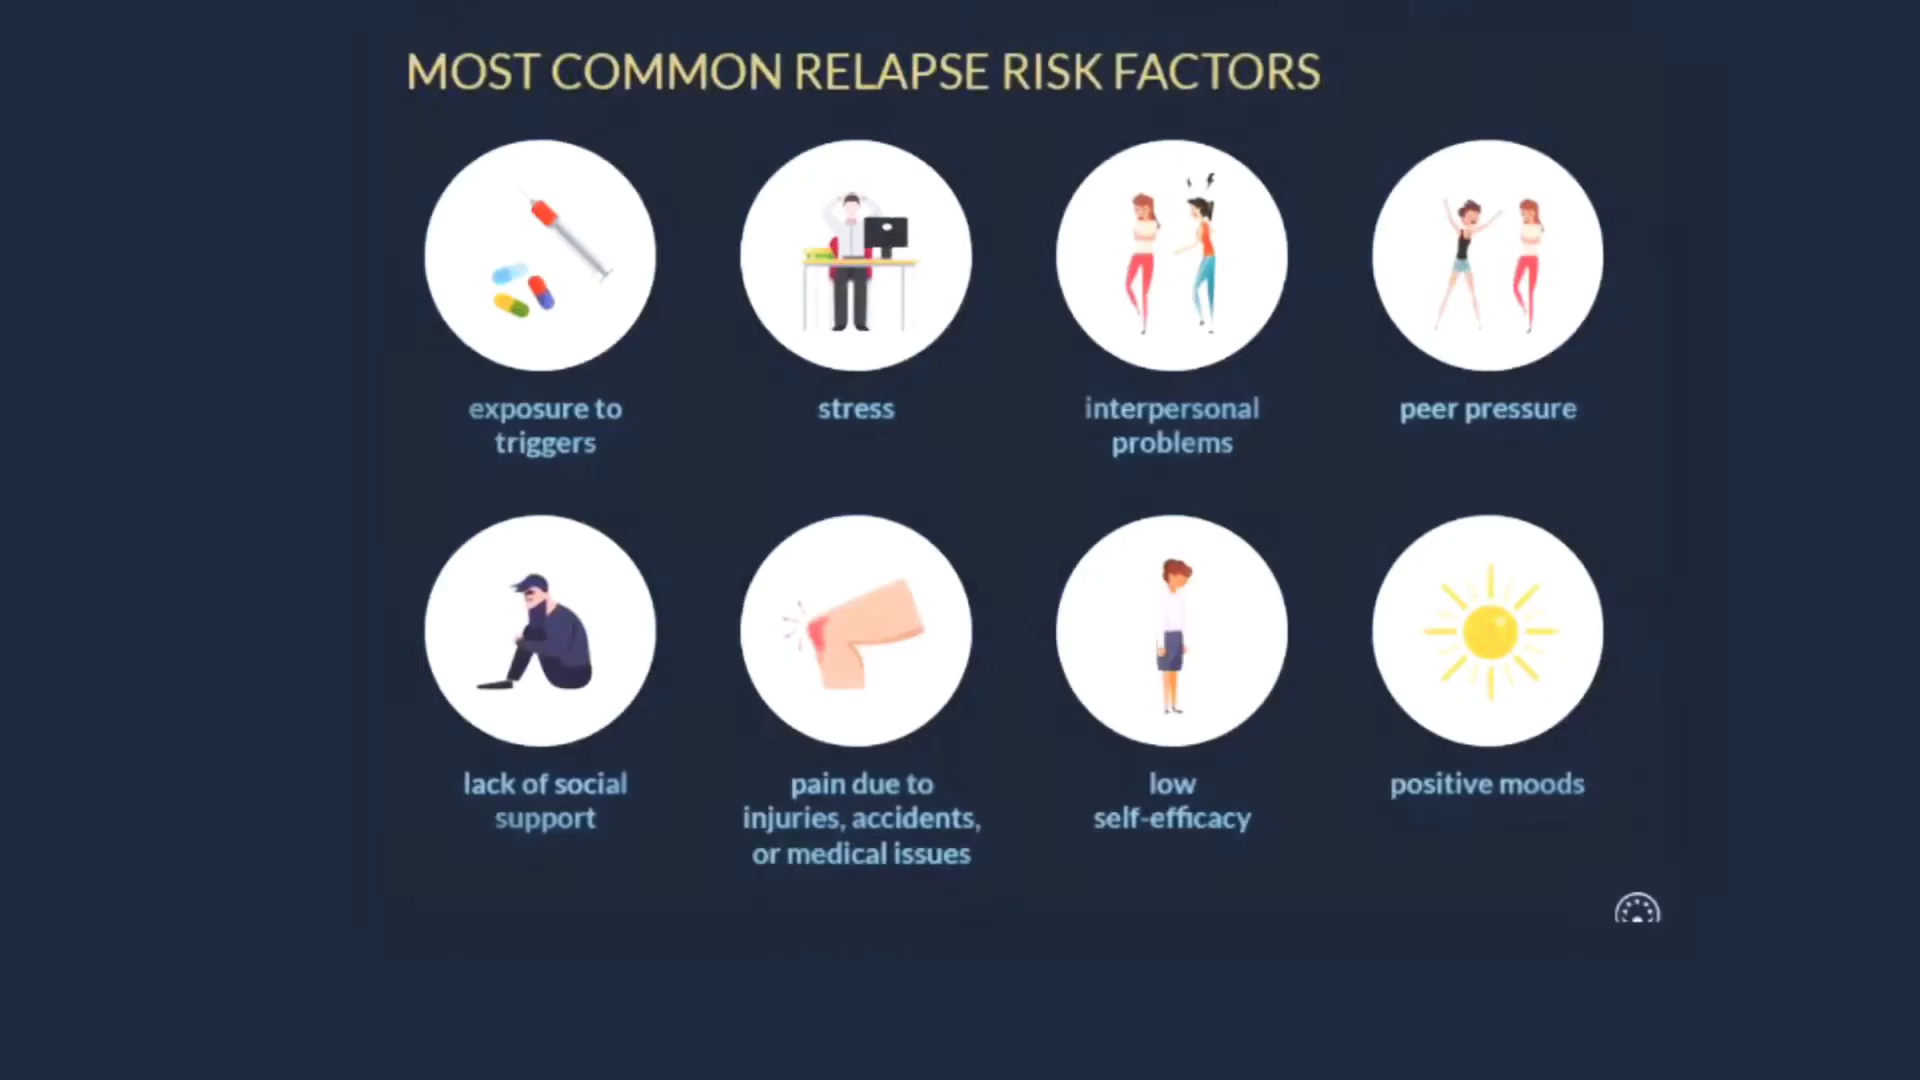 MOST COMMON RELAPSE RISK FACTORS
exposure to
triggers
stress
interpersonal
problems
peer pressure
lack of social
support
pain due to
injuries, accidents,
or medical issues
low
self-efficacy
positive moods